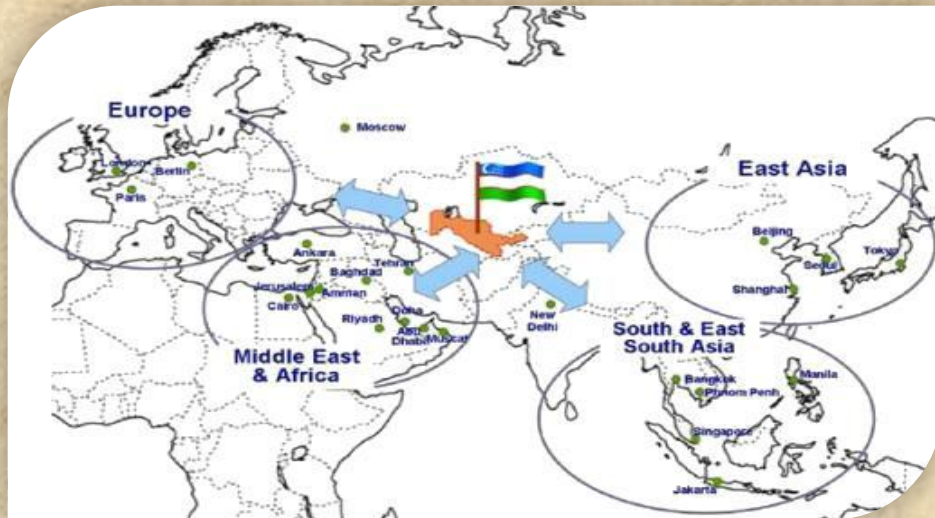 Europe
Moscow
London
Berlin
Paris
East Asia
Beijing
Seoul
Tokyo
Shanghai
Ankara
Tehran
Baghdad
Jerusalem
Amman
Cairo
Riyadh
Doha
Abu
Dhabi
Muscat
Middle East
& Africa
New
Delhi
South & East
South Asia
Bangkok
Manila
Phnom Penh
Singapore
Jakarta